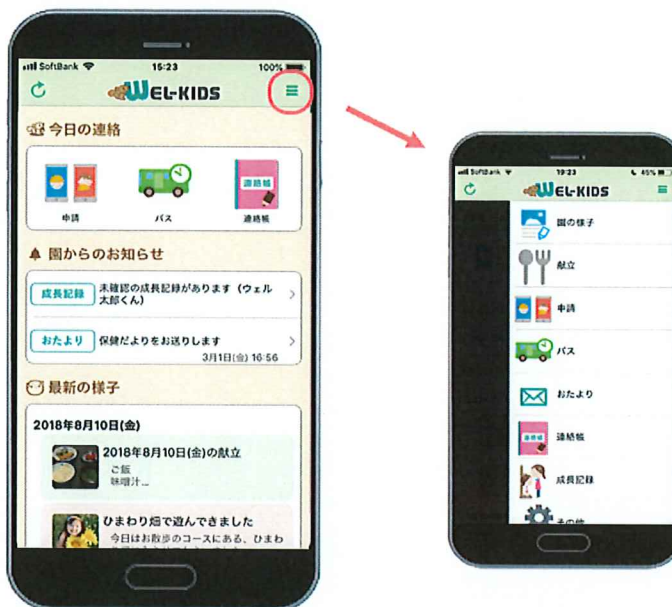 SoftBank 15:23 100%
WEL-KIDS
今日の連絡
連絡帳
申請 バス 連絡帳
園からのお知らせ
成長記録 未確認の成長記録があります（ウェル
太郎くん）
おたより 保健だよりをお送りします
3月1日(金) 16:56
最新の様子
2018年8月10日(金)
2018年8月10日(金)の献立
ご飯
味噌汁...
ひまわり畑で遊んできました
今日はお散歩のコースにある、ひまわ
SoftBank 19:23 45%
WEL-KIDS
園の様子
献立
申請
バス
おたより
連絡帳
連絡帳
成長記録
その他